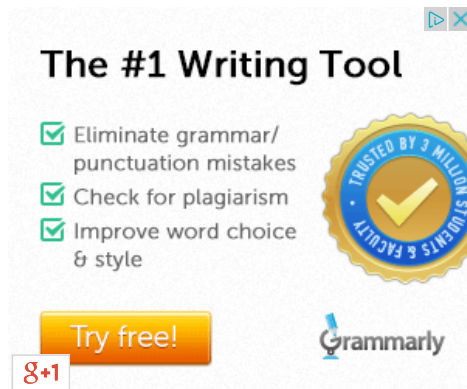 The #1 Writing Tool
Eliminate grammar/
punctuation mistakes
Check for plagiarism
Improve word choice
& style
TRUSTED BY 3 MILLION STUDENTS & FACULTY
Try free!
Grammarly
g+1